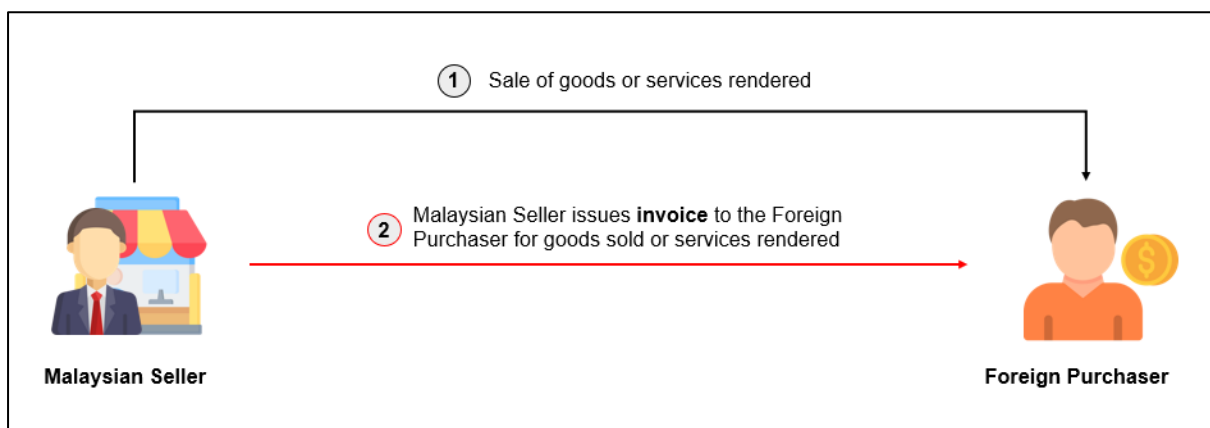 1 Sale of goods or services rendered
2 Malaysian Seller issues invoice to the Foreign
Purchaser for goods sold or services rendered
$
Malaysian Seller
Foreign Purchaser